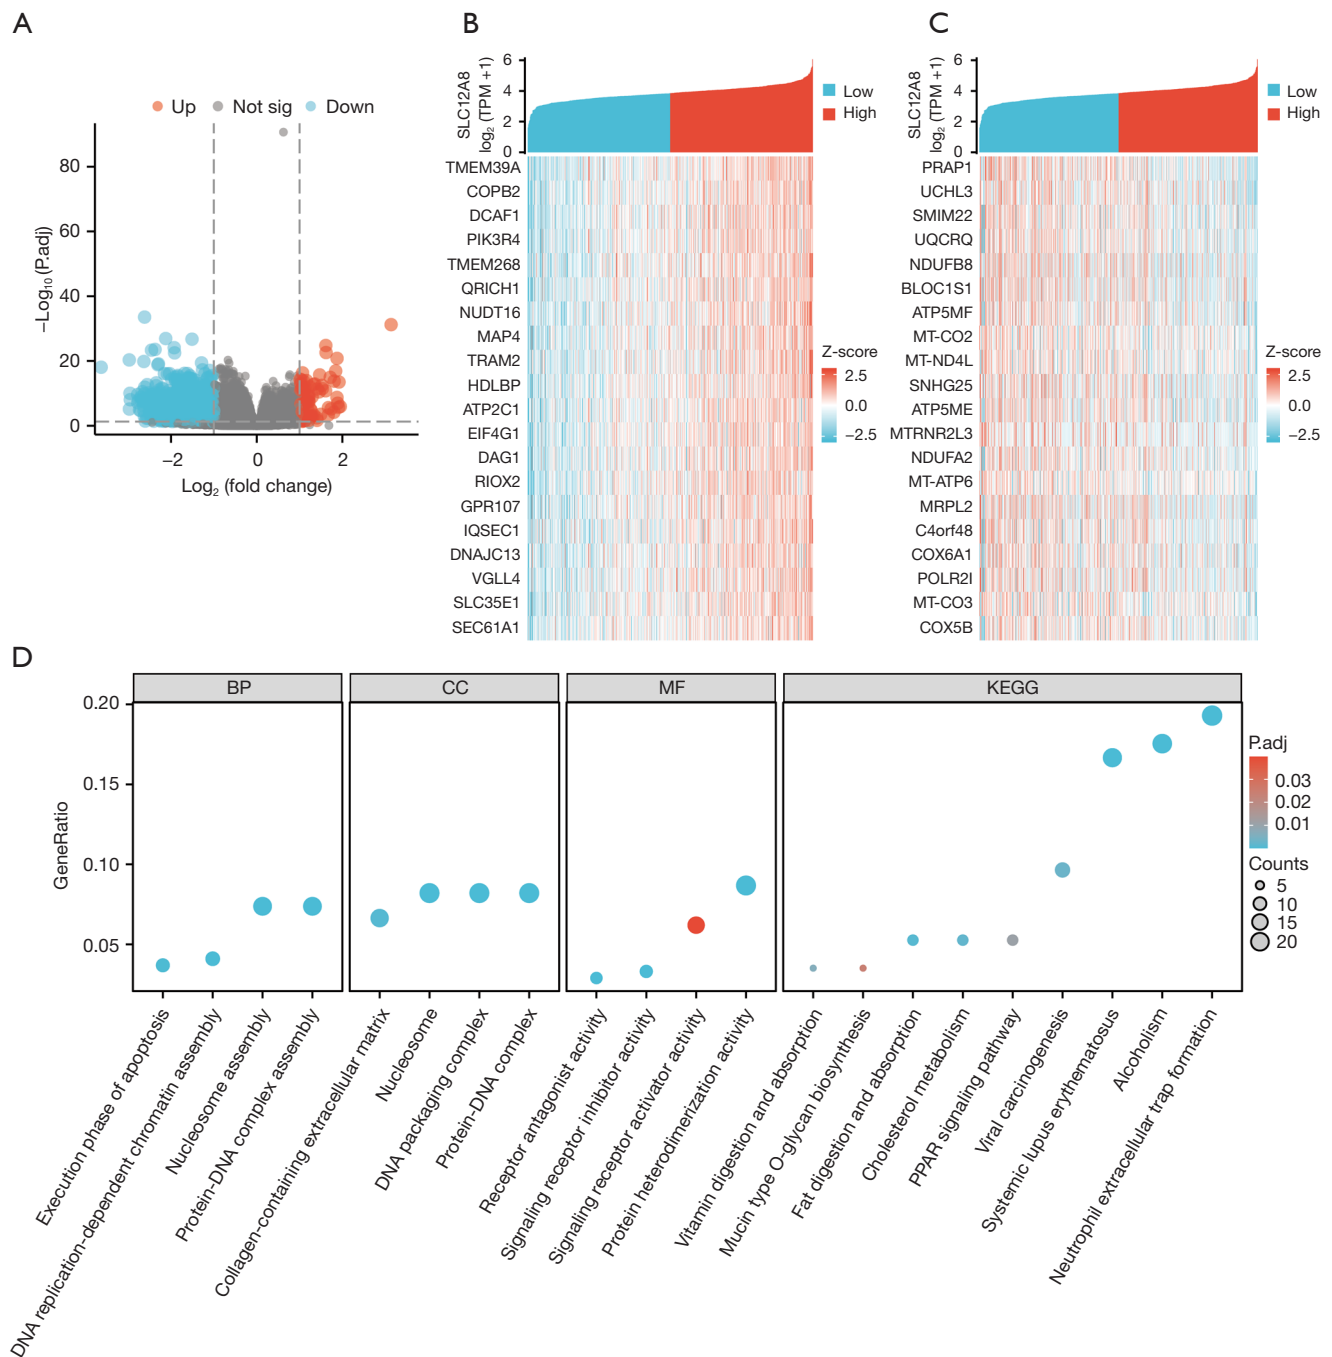 A
Up Not sig Down
−Log10 (P.adj)
80
60
40
20
0
−2 0 2
Log2 (fold change)
B
SLC12A8
log2 (TPM +1)
6
4
2
0
Low
High
TMEM39A
COPB2
DCAF1
PIK3R4
TMEM268
QRICH1
NUDT16
MAP4
TRAM2
HDLBP
ATP2C1
EIF4G1
DAG1
RIOX2
GPR107
IQSEC1
DNAJC13
VGLL4
SLC35E1
SEC61A1
Z-score
2.5
0.0
−2.5
C
SLC12A8
log2 (TPM +1)
6
4
2
0
Low
High
PRAP1
UCHL3
SMIM22
UQCRQ
NDUFB8
BLOC1S1
ATP5MF
MT-CO2
MT-ND4L
SNHG25
ATP5ME
MTRNR2L3
NDUFA2
MT-ATP6
MRPL2
C4orf48
COX6A1
POLR2I
MT-CO3
COX5B
Z-score
2.5
0.0
−2.5
D
BP CC MF KEGG
GeneRatio
0.20
0.15
0.10
0.05
Execution phase of apoptosis
DNA replication-dependent chromatin assembly
Nucleosome assembly
Protein-DNA complex assembly
Collagen-containing extracellular matrix
Nucleosome
DNA packaging complex
Protein-DNA complex
Receptor antagonist activity
Signaling receptor inhibitor activity
Signaling receptor activator activity
Protein heterodimerization activity
Vitamin digestion and absorption
Mucin type O-glycan biosynthesis
Fat digestion and absorption
Cholesterol metabolism
PPAR signaling pathway
Viral carcinogenesis
Systemic lupus erythematosus
Alcoholism
Neutrophil extracellular trap formation
P.adj
0.03
0.02
0.01
Counts
5
10
15
20